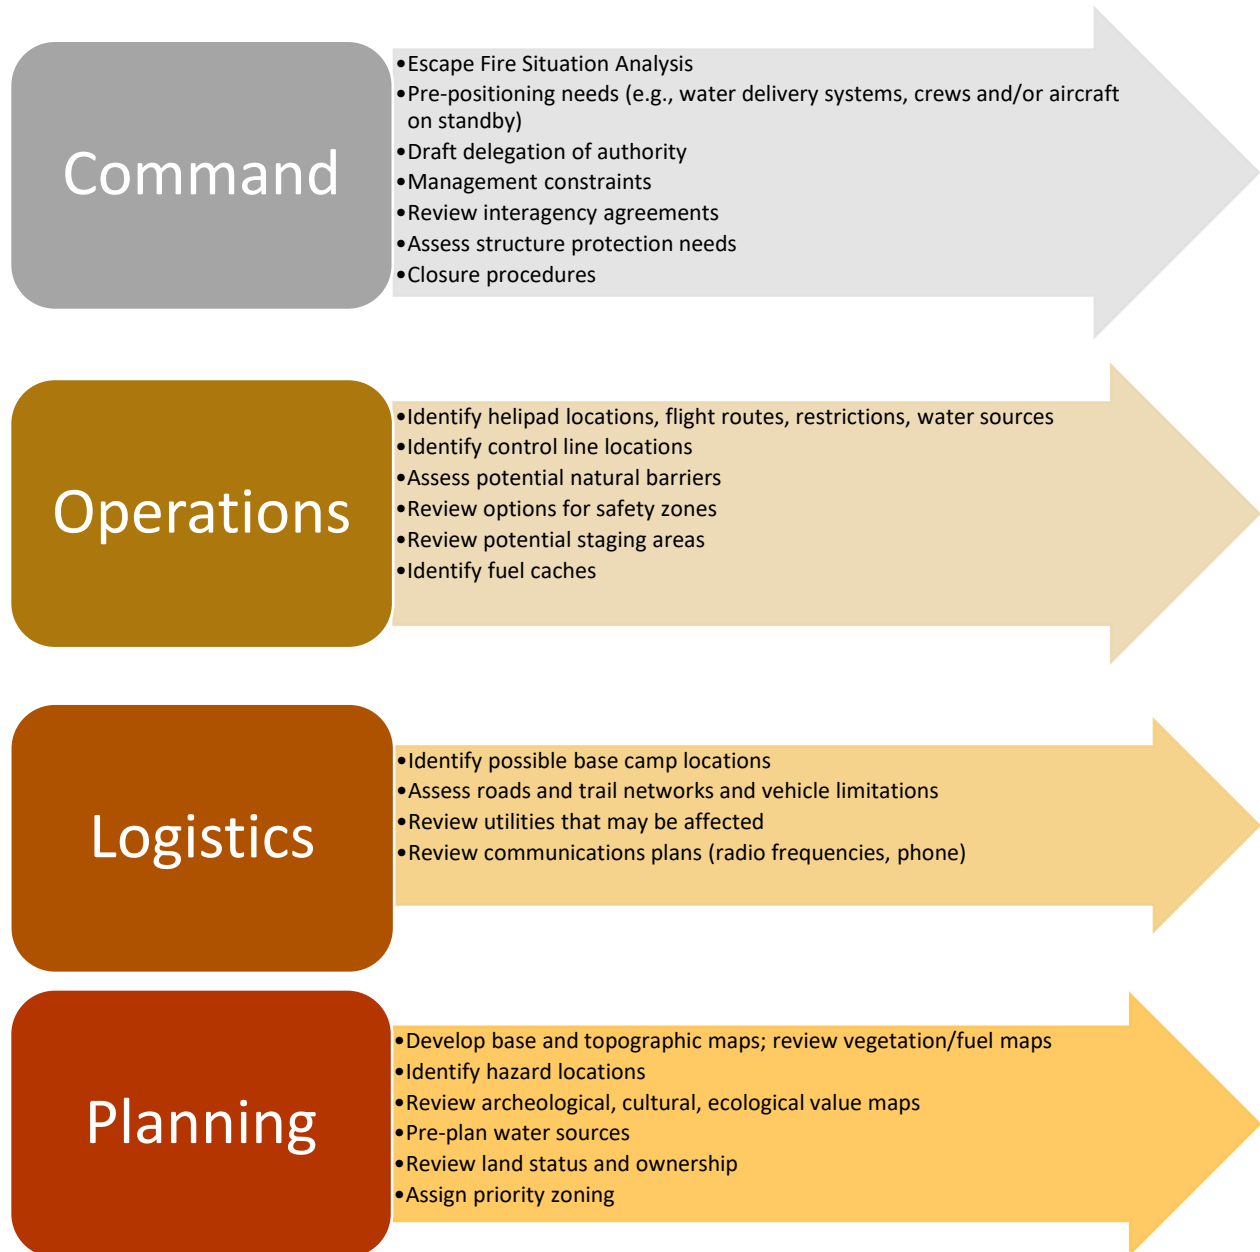 Command
•Escape Fire Situation Analysis
•Pre-positioning needs (e.g., water delivery systems, crews and/or aircraft
on standby)
•Draft delegation of authority
•Management constraints
•Review interagency agreements
•Assess structure protection needs
•Closure procedures
Operations
•Identify helipad locations, flight routes, restrictions, water sources
•Identify control line locations
•Assess potential natural barriers
•Review options for safety zones
•Review potential staging areas
•Identify fuel caches
Logistics
•Identify possible base camp locations
•Assess roads and trail networks and vehicle limitations
•Review utilities that may be affected
•Review communications plans (radio frequencies, phone)
Planning
•Develop base and topographic maps; review vegetation/fuel maps
•Identify hazard locations
•Review archeological, cultural, ecological value maps
•Pre-plan water sources
•Review land status and ownership
•Assign priority zoning